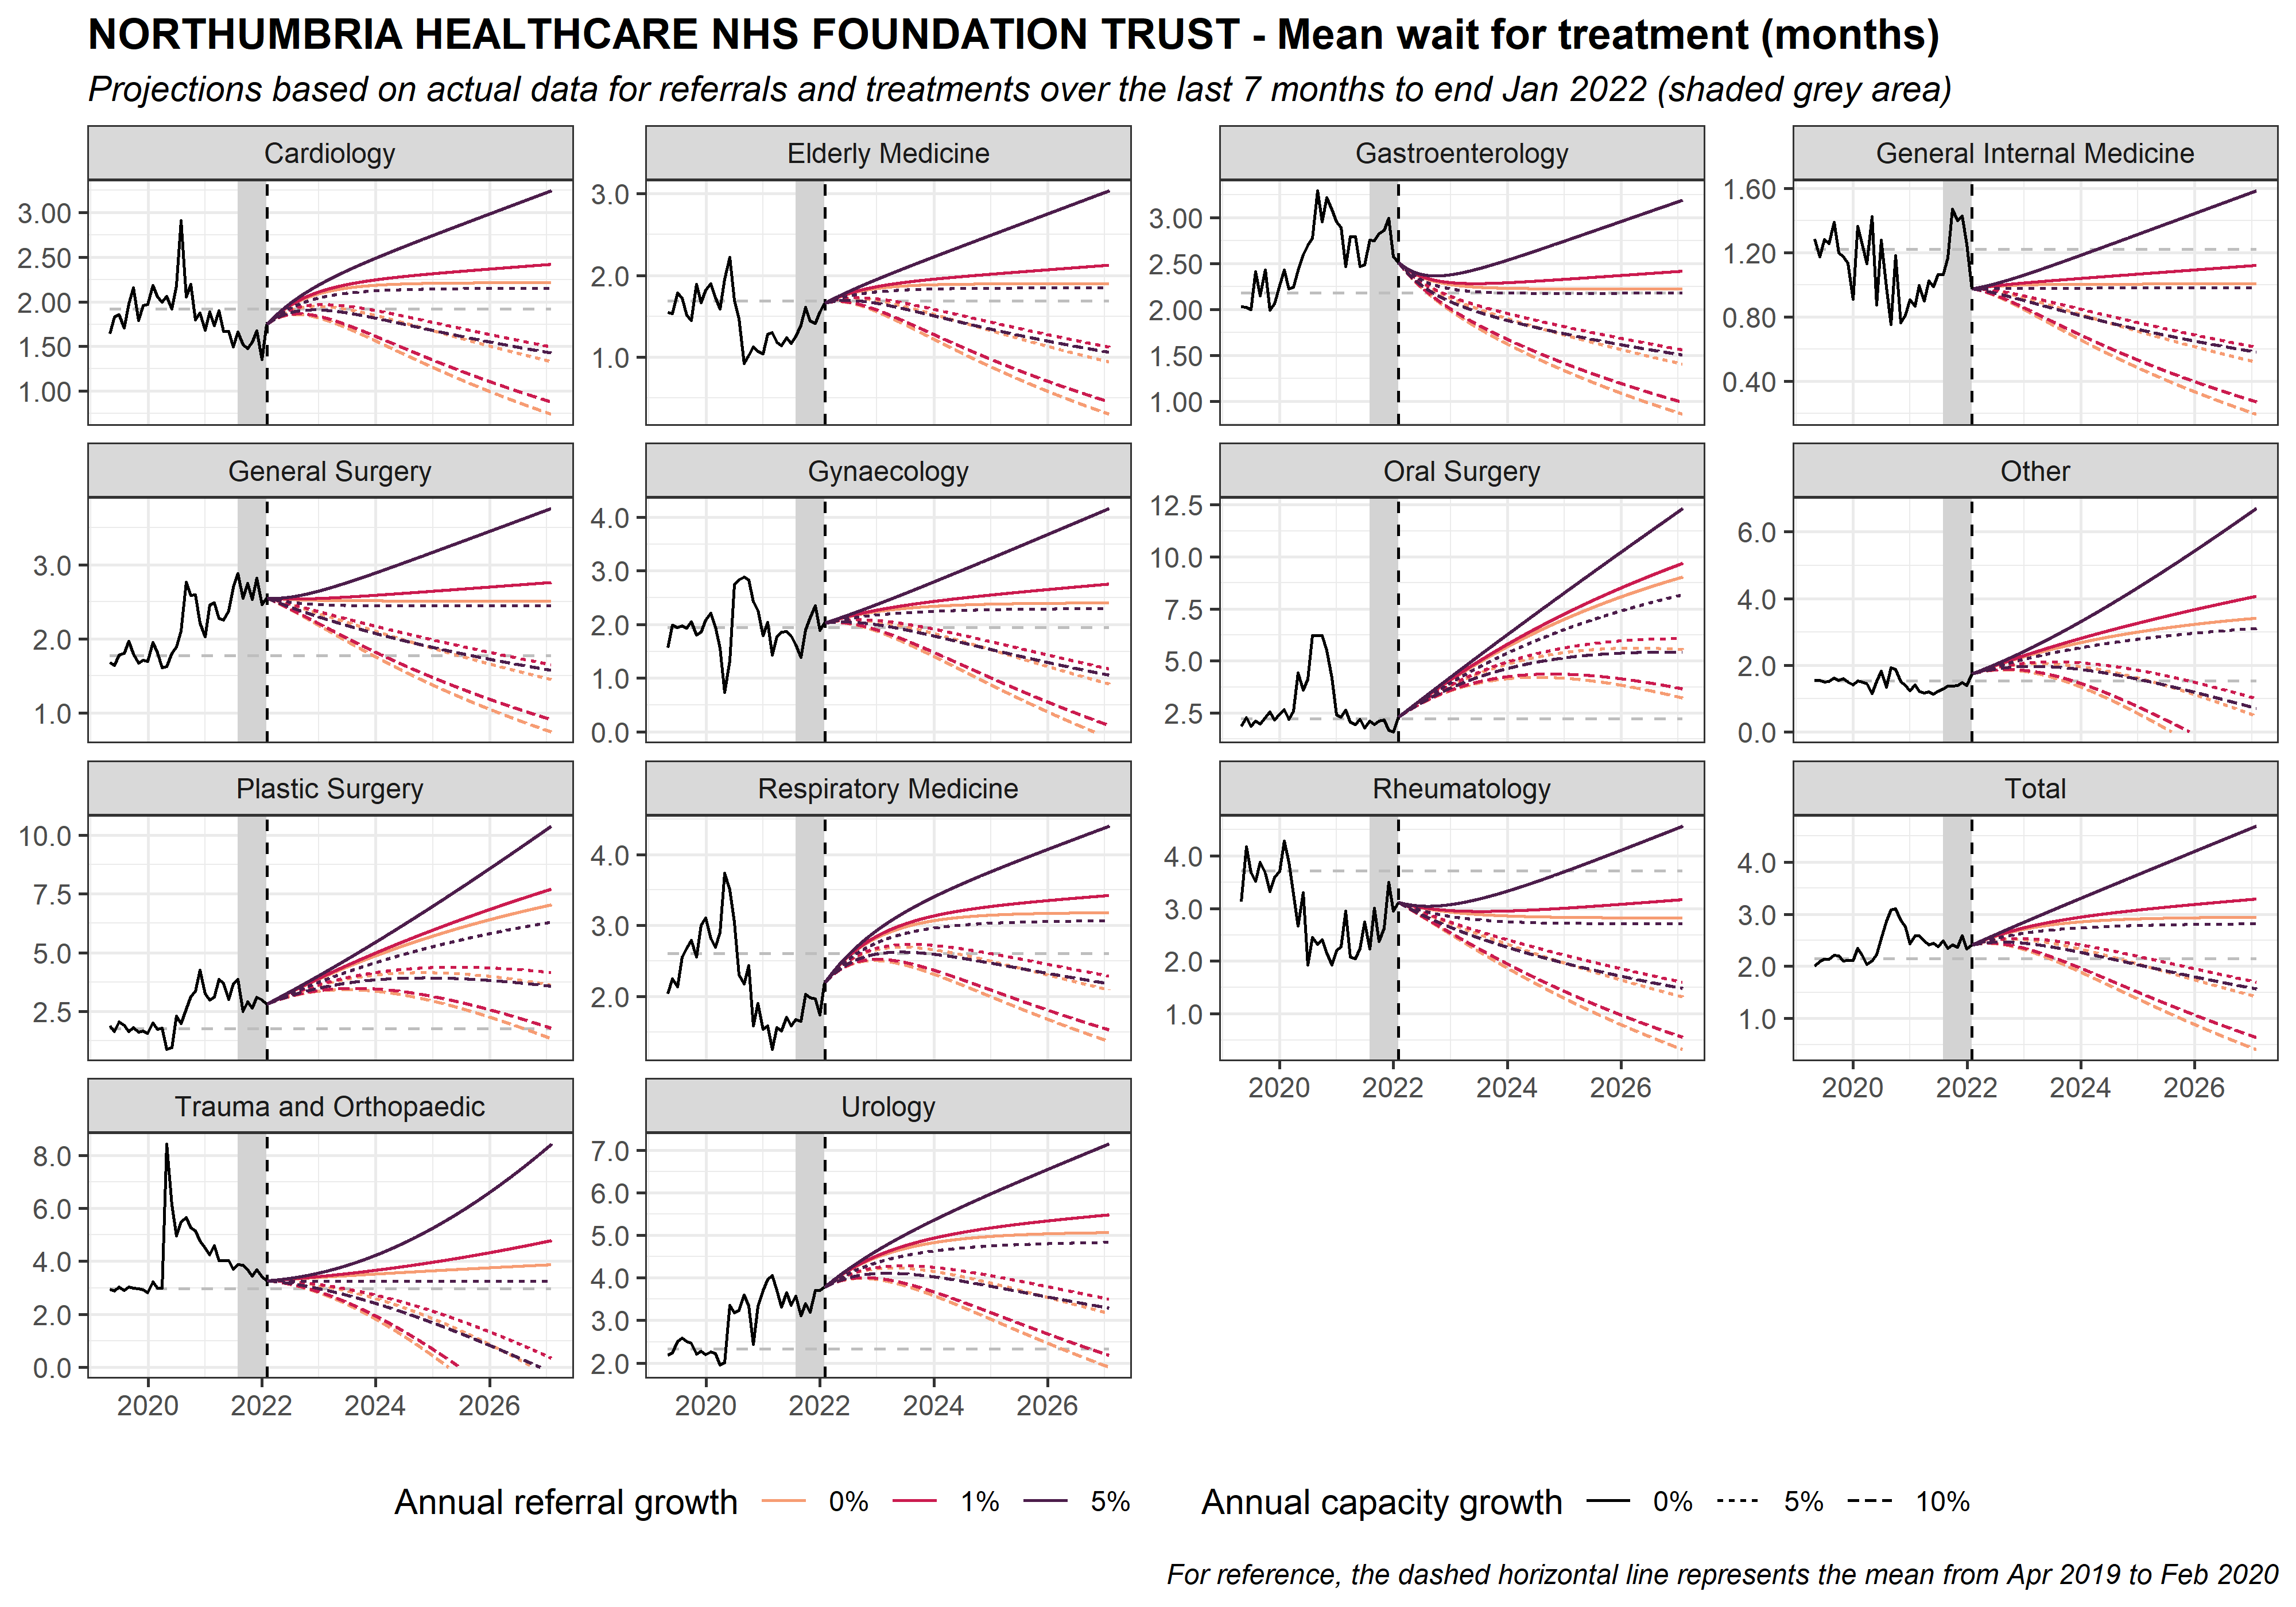 NORTHUMBRIA HEALTHCARE NHS FOUNDATION TRUST - Mean wait for treatment (months)
Projections based on actual data for referrals and treatments over the last 7 months to end Jan 2022 (shaded grey area)
Cardiology
3.00
2.50
2.00
1.50
1.00
Elderly Medicine
3.0
2.0
1.0
Gastroenterology
3.00
2.50
2.00
1.50
1.00
General Internal Medicine
1.60
1.20
0.80
0.40
General Surgery
3.0
2.0
1.0
Gynaecology
4.0
3.0
2.0
1.0
0.0
Oral Surgery
12.5
10.0
7.5
5.0
2.5
Other
6.0
4.0
2.0
0.0
Plastic Surgery
10.0
7.5
5.0
2.5
Respiratory Medicine
4.0
3.0
2.0
Rheumatology
4.0
3.0
2.0
1.0
2020 2022 2024 2026
Total
4.0
3.0
2.0
1.0
2020 2022 2024 2026
Trauma and Orthopaedic
8.0
6.0
4.0
2.0
0.0
2020 2022 2024 2026
Urology
7.0
6.0
5.0
4.0
3.0
2.0
2020 2022 2024 2026
Annual referral growth 0% 1% 5% Annual capacity growth 0% 5% 10%
For reference, the dashed horizontal line represents the mean from Apr 2019 to Feb 2020